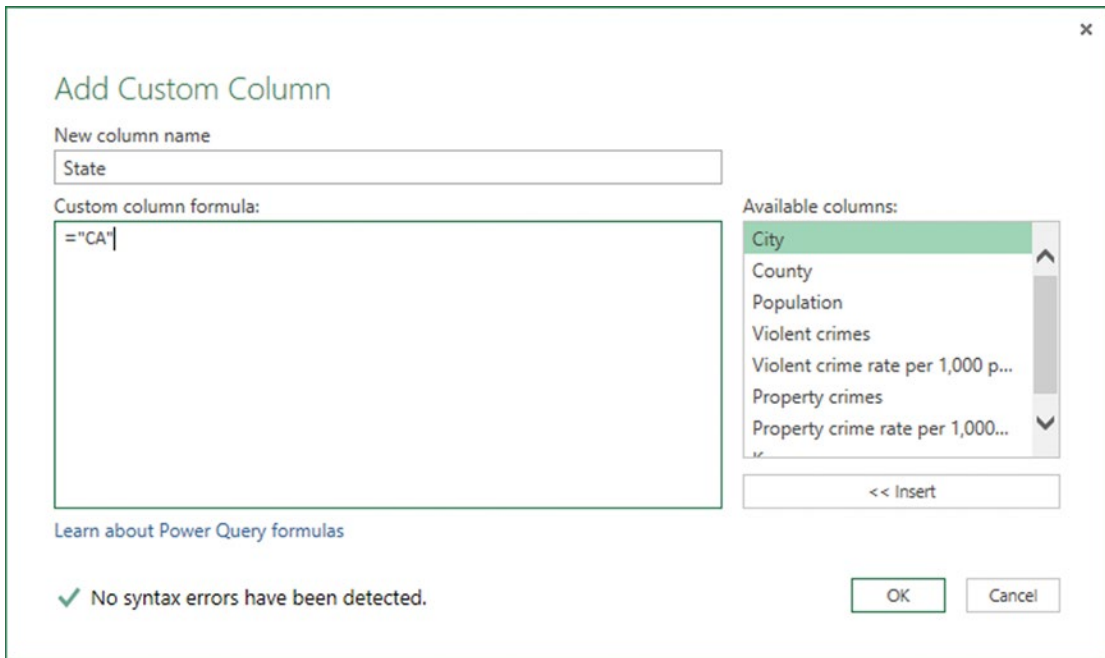 Add Custom Column
New column name
State
Custom column formula:
="CA"
Available columns:
City
County
Population
Violent crimes
Violent crime rate per 1,000 p...
Property crimes
Property crime rate per 1,000...
<< Insert
Learn about Power Query formulas
No syntax errors have been detected.
OK
Cancel